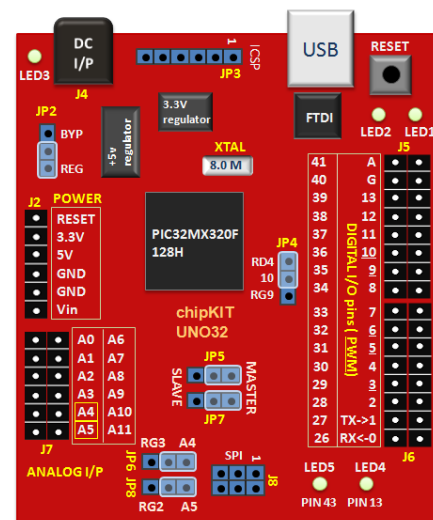 DC
I/P
LED3
J4
1
ICSP
JP3
USB
RESET
3.3V
regulator
+5v
regulator
FTDI
LED2
LED1
JP2
BYP
REG
XTAL
8.0 M
J2
POWER
RESET
3.3V
5V
GND
GND
Vin
PIC32MX320F
128H
JP4
RD4
10
RG9
chipKIT
UNO32
41 A
40 G
39 13
38 12
37 11
36 10
35 9
34 8
J5
33 7
32 6
31 5
30 4
29 3
28 2
27 TX->1
26 RX<-0
J6
DIGITAL I/O pins ( PWM)
A0 A6
A1 A7
A2 A8
A3 A9
A4 A10
A5 A11
J7
ANALOG I/P
JP5
SLAVE
MASTER
JP7
RG3 A4
JP6
JP8
RG2 A5
SPI 1
J8
LED5
LED4
PIN 43
PIN 13